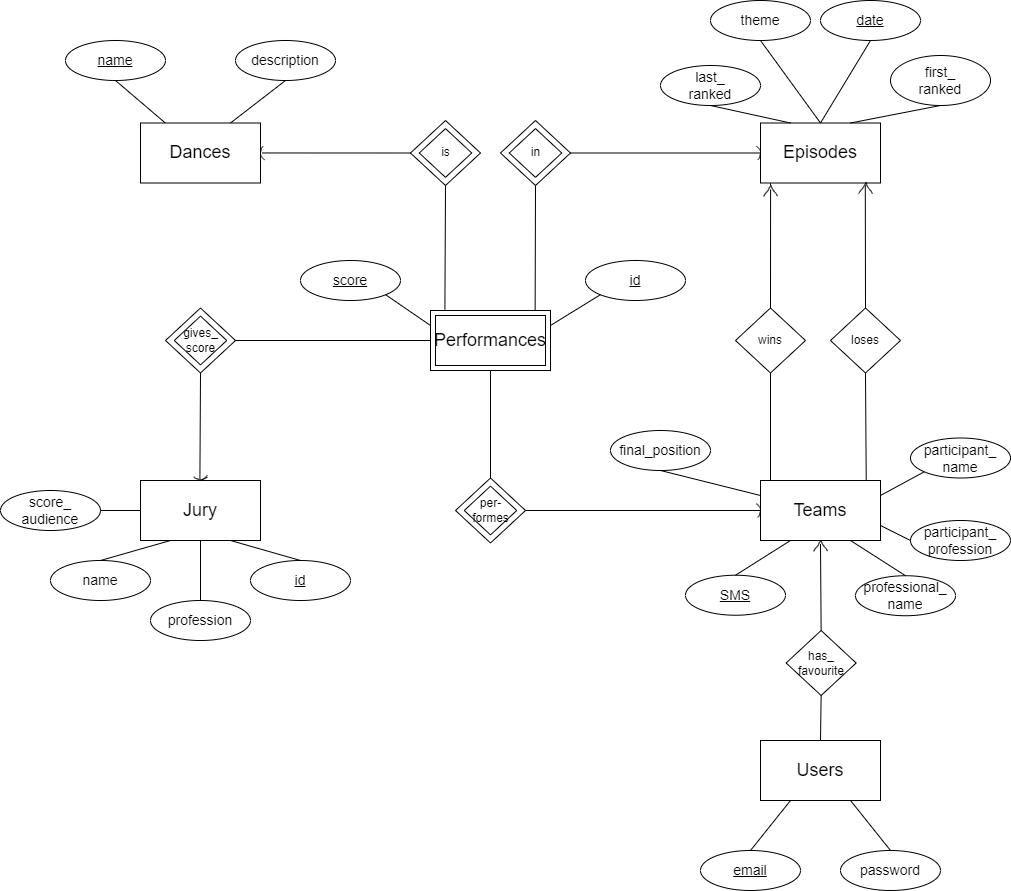 theme
date
name
description
last_
ranked
first_
ranked
Dances
is
in
Episodes
score
id
gives_
score
Performances
wins
loses
final_position
participant_
name
score_
audience
Jury
per-
formes
Teams
participant_
profession
name
id
profession
SMS
professional_
name
has_
favourite
Users
email
password